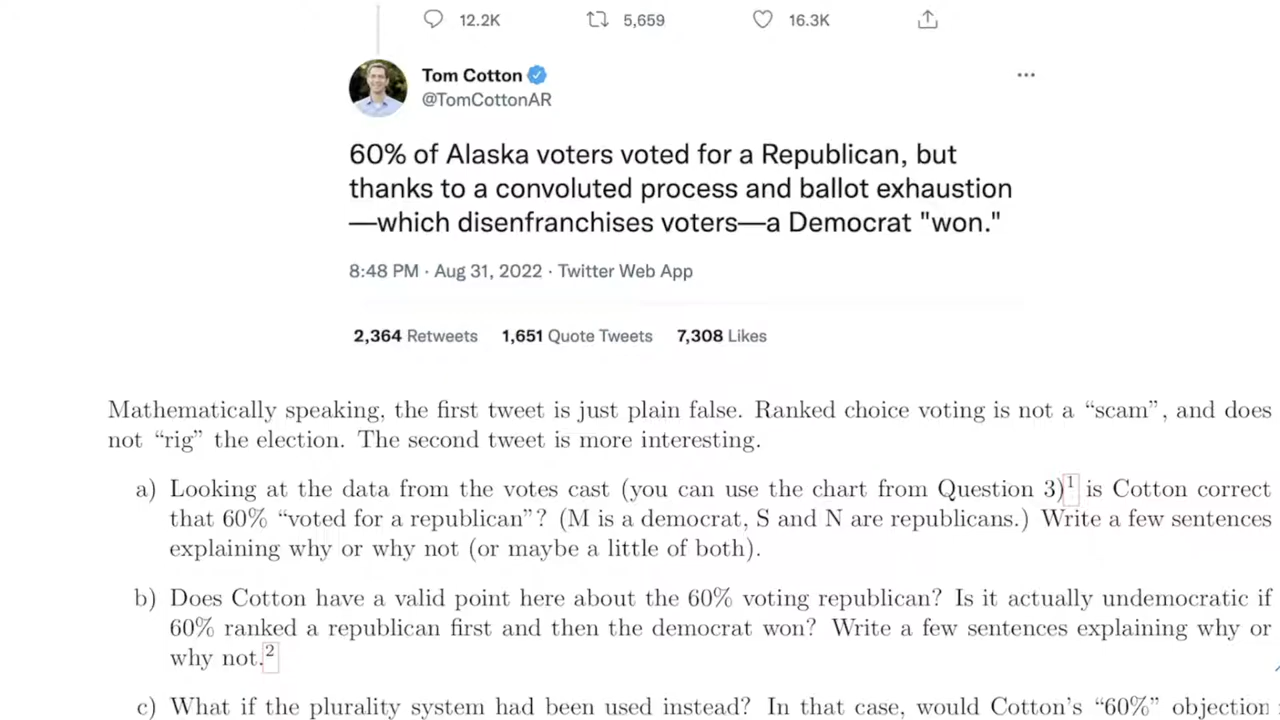 12.2K 5,659 16.3K
Tom Cotton
@TomCottonAR
60% of Alaska voters voted for a Republican, but
thanks to a convoluted process and ballot exhaustion
—which disenfranchises voters—a Democrat "won."
8:48 PM · Aug 31, 2022 · Twitter Web App
2,364 Retweets 1,651 Quote Tweets 7,308 Likes
Mathematically speaking, the first tweet is just plain false. Ranked choice voting is not a “scam”, and does
not “rig” the election. The second tweet is more interesting.
a) Looking at the data from the votes cast (you can use the chart from Question 3)1 is Cotton correct
that 60% “voted for a republican”? (M is a democrat, S and N are republicans.) Write a few sentences
explaining why or why not (or maybe a little of both).
b) Does Cotton have a valid point here about the 60% voting republican? Is it actually undemocratic if
60% ranked a republican first and then the democrat won? Write a few sentences explaining why or
why not.2
c) What if the plurality system had been used instead? In that case, would Cotton’s “60%” objection